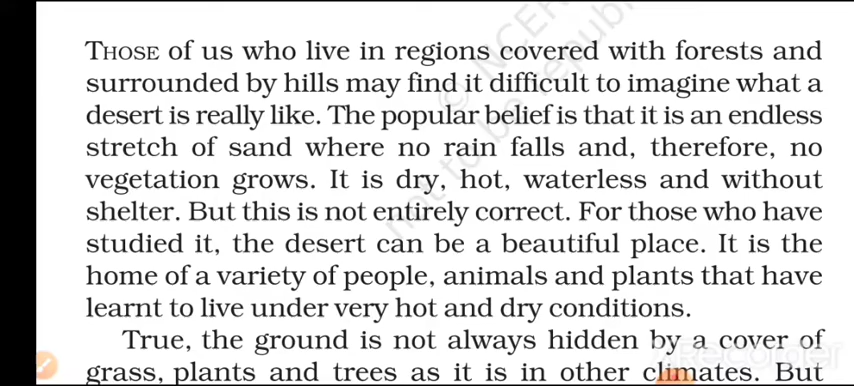 THOSE of us who live in regions covered with forests and
surrounded by hills may find it difficult to imagine what a
desert is really like. The popular belief is that it is an endless
stretch of sand where no rain falls and, therefore, no
vegetation grows. It is dry, hot, waterless and without
shelter. But this is not entirely correct. For those who have
studied it, the desert can be a beautiful place. It is the
home of a variety of people, animals and plants that have
learnt to live under very hot and dry conditions.
True, the ground is not always hidden by a cover of
grass, plants and trees as it is in other climates. But
© NCER
not to be republi